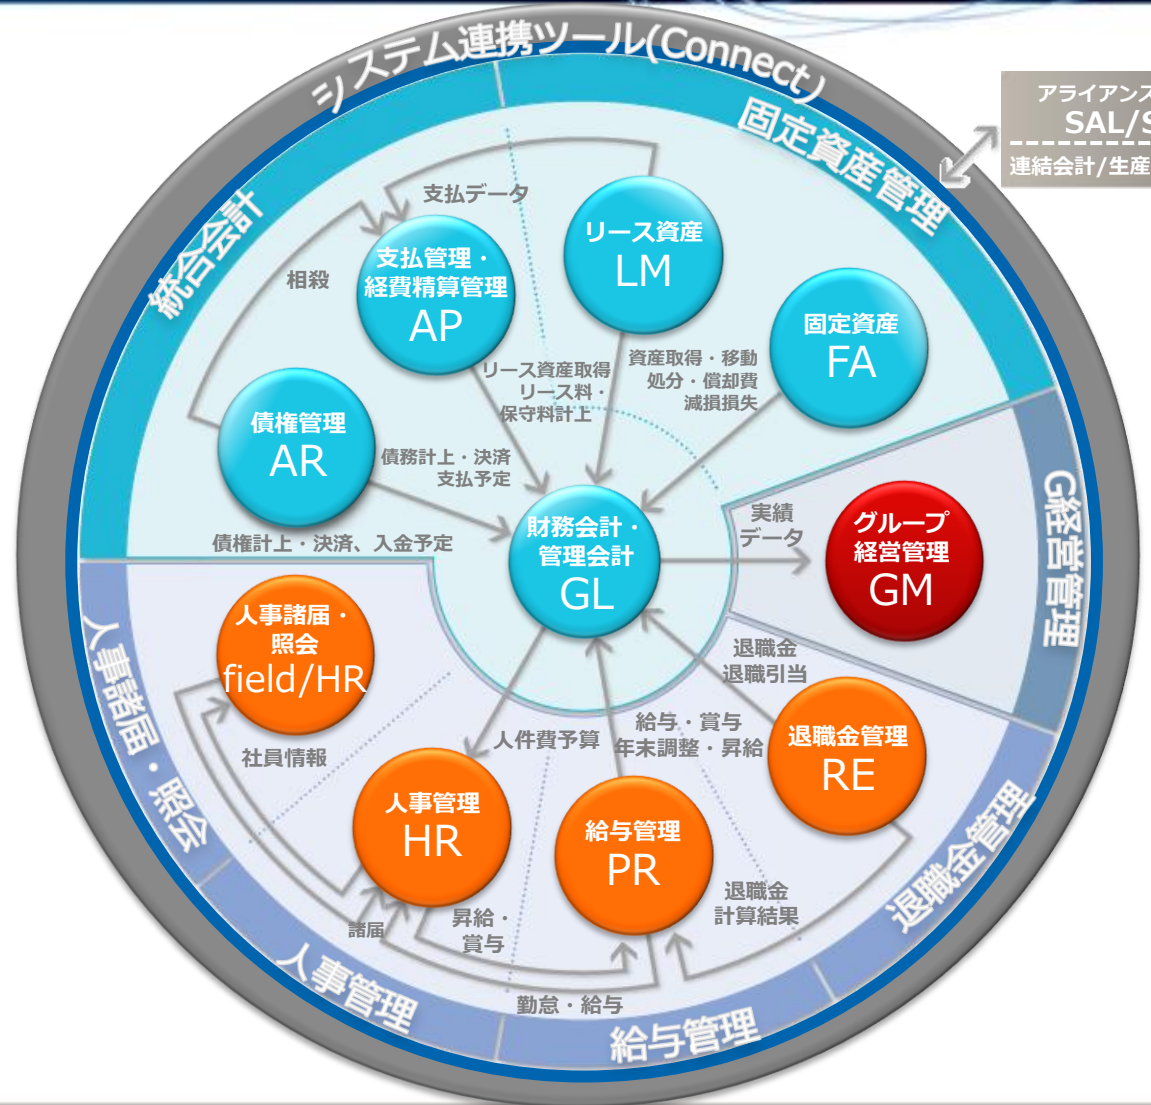 システム連携ツール(Connect)
アライアンス
SAL/S
連結会計/生産
固定資産管理
統合会計
支払データ
相殺
支払管理・
経費精算管理
AP
リース資産
LM
固定資産
FA
債権管理
AR
リース資産取得
リース料・
保守料計上
資産取得・移動
処分・償却費
減損損失
債務計上・決済
支払予定
債権計上・決済、入金予定
財務会計・
管理会計
GL
実績
データ
グループ
経営管理
GM
G経営管理
人事諸届・
照会
field/HR
人事諸届・照会
社員情報
人件費予算
給与・賞与
年末調整・昇給
退職金
退職引当
退職金管理
RE
人事管理
HR
給与管理
PR
退職金
計算結果
諸届
昇給・
賞与
勤怠・給与
人事管理
給与管理
退職金管理